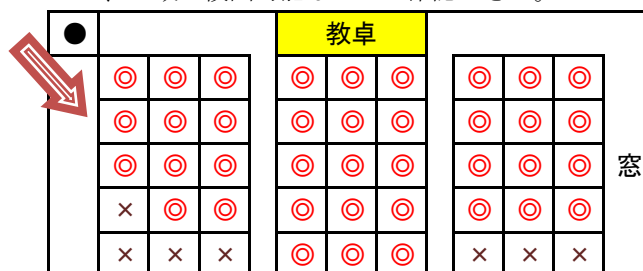 ● 教卓
◎ ◎ ◎ ◎ ◎ ◎ ◎ ◎ ◎
◎ ◎ ◎ ◎ ◎ ◎ ◎ ◎ ◎
◎ ◎ ◎ ◎ ◎ ◎ ◎ ◎ ◎ 窓
× ◎ ◎ ◎ ◎ ◎ ◎ ◎ ◎
× × × ◎ ◎ ◎ × × ×